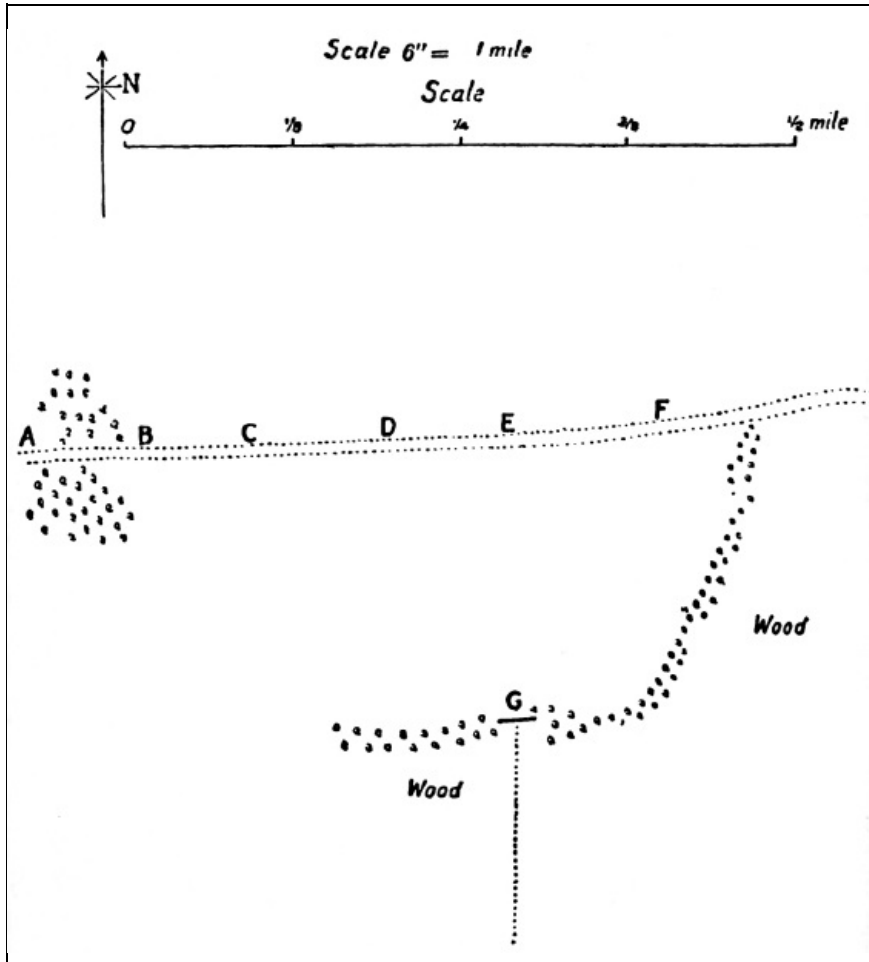 Scale 6" = 1 mile
N
Scale
0 1/8 1/4 3/8 1/2 mile
A B C D E F
Wood
G
Wood